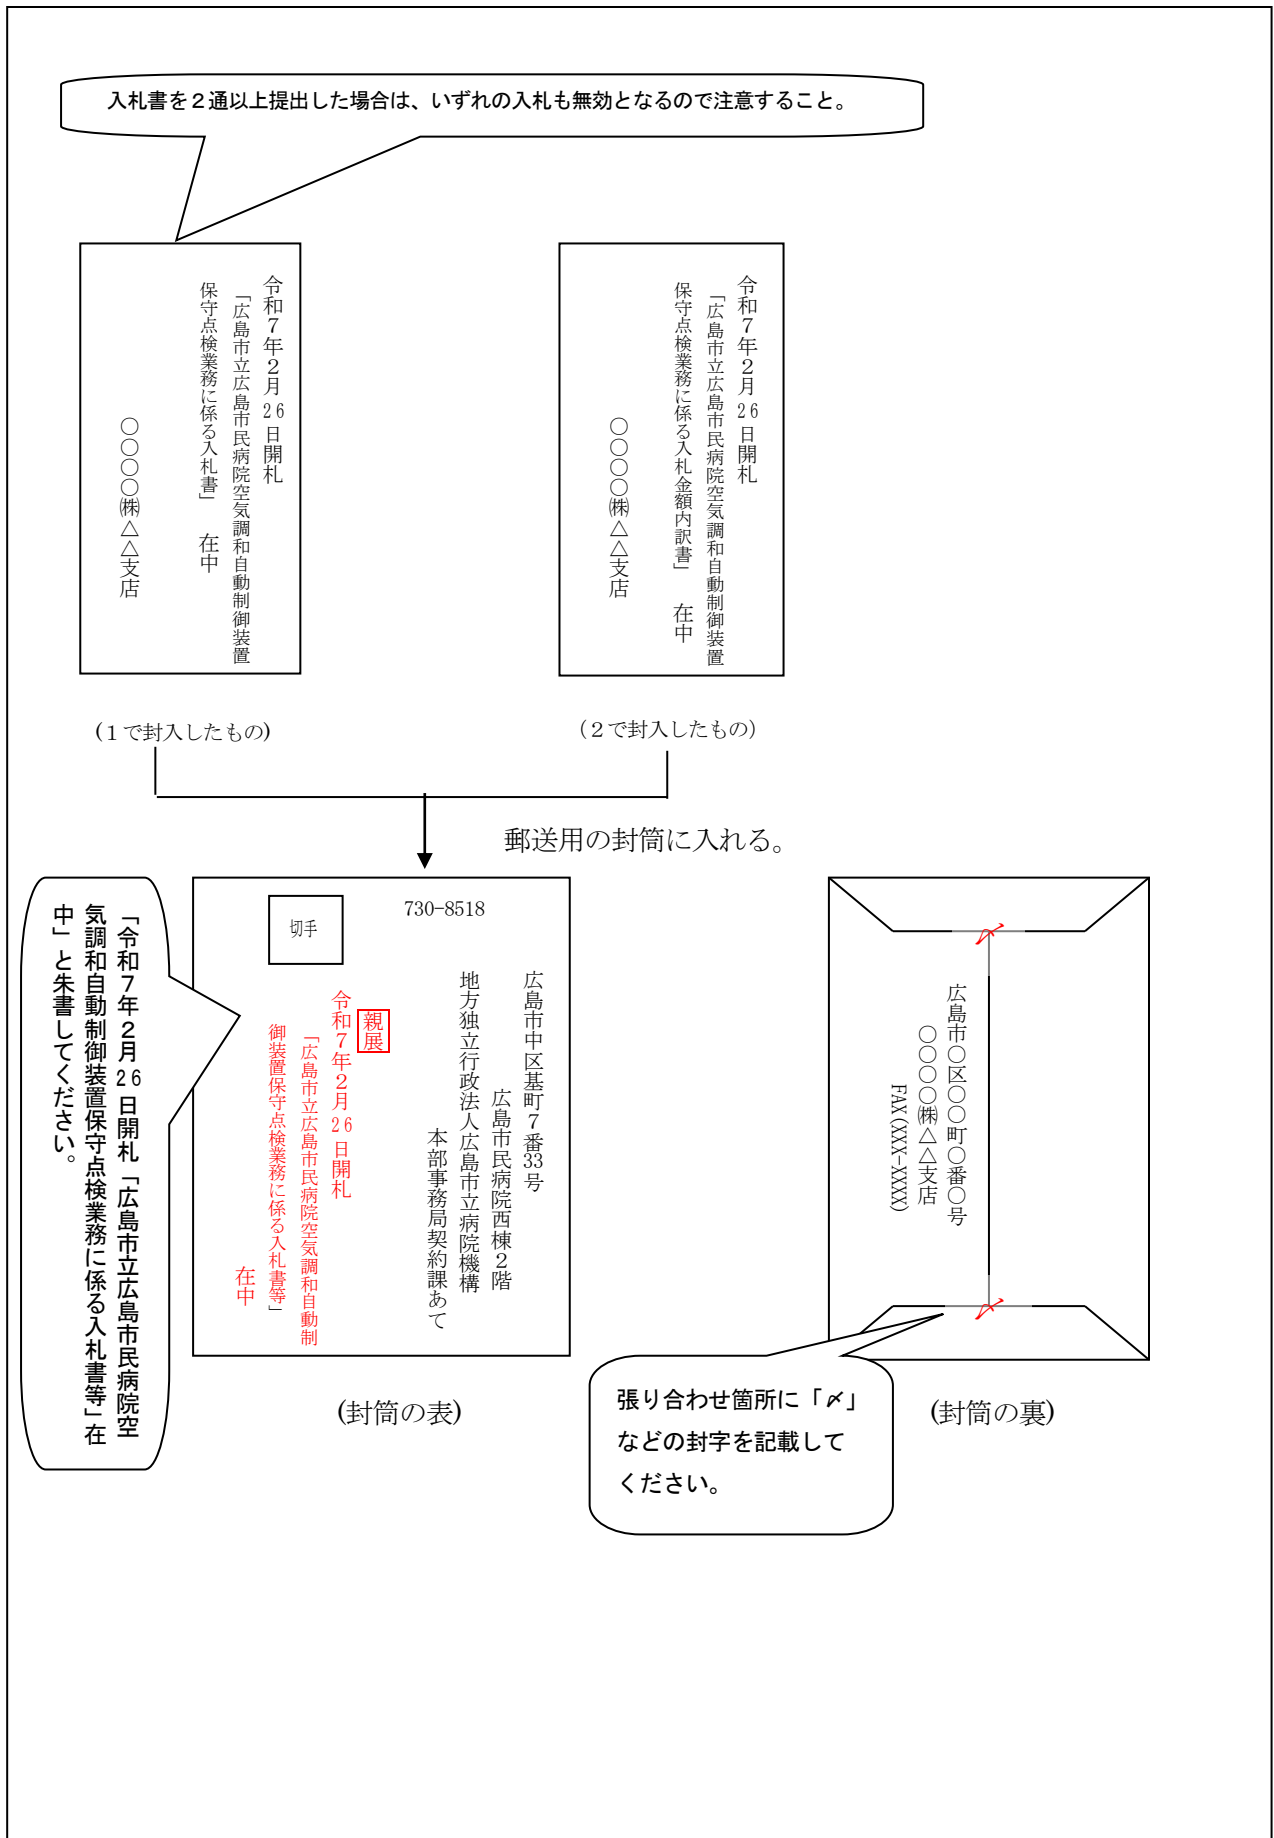 入札書を２通以上提出した場合は、いずれの入札も無効となるので注意すること。
令和７年２月26日開札
「広島市立広島市民病院空気調和自動制御装置
保守点検業務に係る入札書」　在中
〇〇〇〇㈱△△支店
令和７年２月26日開札
「広島市立広島市民病院空気調和自動制御装置
保守点検業務に係る入札金額内訳書」　在中
〇〇〇〇㈱△△支店
(１で封入したもの)
(２で封入したもの)
郵送用の封筒に入れる。
「令和７年２月26日開札「広島市立広島市民病院空
気調和自動制御装置保守点検業務に係る入札書等」在
中」と朱書してください。
切手
730-8518
広島市中区基町７番33号
広島市民病院西棟２階
地方独立行政法人広島市立病院機構
本部事務局契約課あて
親展
令和７年２月26日開札
「広島市立広島市民病院空気調和自動制
御装置保守点検業務に係る入札書等」
在中
(封筒の表)
〆
広島市〇区〇〇町〇番〇号
〇〇〇〇㈱△△支店
FAX(XXX-XXXX)
〆
張り合わせ箇所に「〆」
などの封字を記載して
ください。
(封筒の裏)